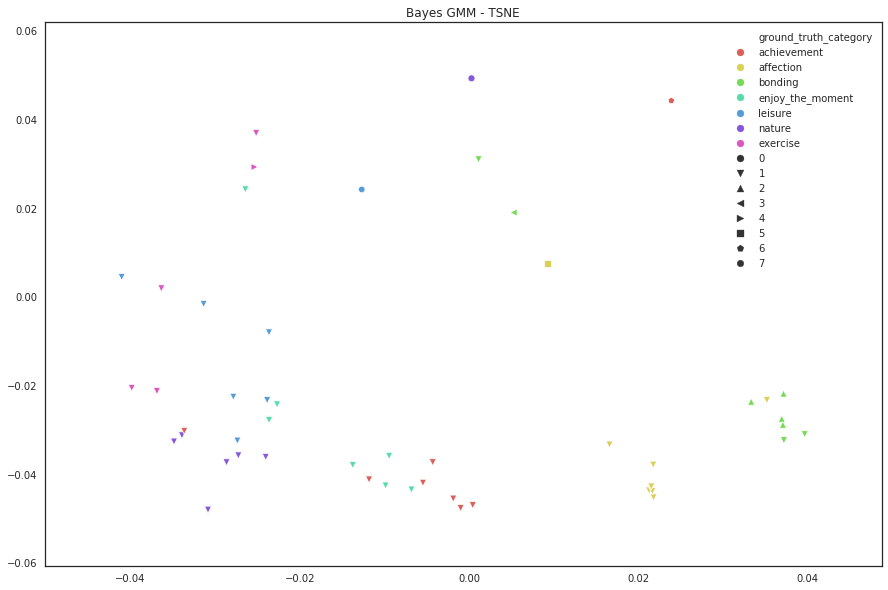 Bayes GMM - TSNE
0.06
0.04
0.02
0.00
−0.02
−0.04
−0.06
−0.04
−0.02
0.00
0.02
0.04
ground_truth_category
achievement
affection
bonding
enjoy_the_moment
leisure
nature
exercise
0
1
2
3
4
5
6
7